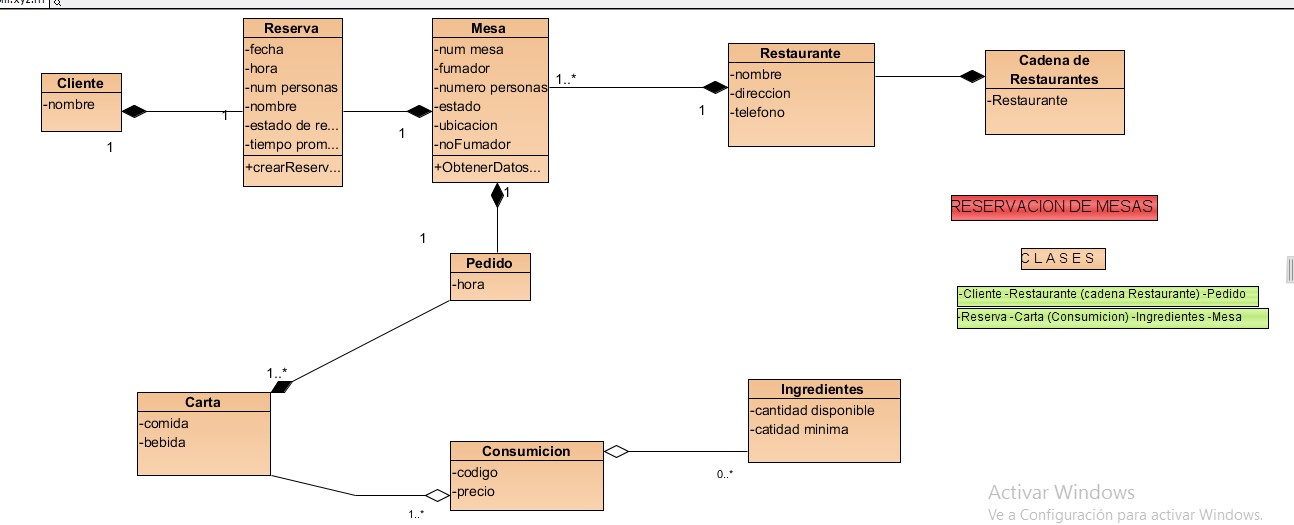 Cliente
-nombre
1
1
Reserva
-fecha
-hora
-num personas
-nombre
-estado de re...
-tiempo prom...
+crearReserv...
1
Mesa
-num mesa
-fumador
-numero personas
-estado
-ubicacion
-noFumador
+ObtenerDatos...
1..*
1
Restaurante
-nombre
-direccion
-telefono
Cadena de
Restaurantes
-Restaurante
1
1
Pedido
-hora
RESERVACION DE MESAS
C L A S E S
-Cliente -Restaurante (cadena Restaurante) -Pedido
-Reserva -Carta (Consumicion) -Ingredientes -Mesa
1..*
Carta
-comida
-bebida
Consumicion
-codigo
-precio
1..*
Ingredientes
-cantidad disponible
-catidad minima
0..*
Activar Windows
Ve a Configuración para activar Windows.